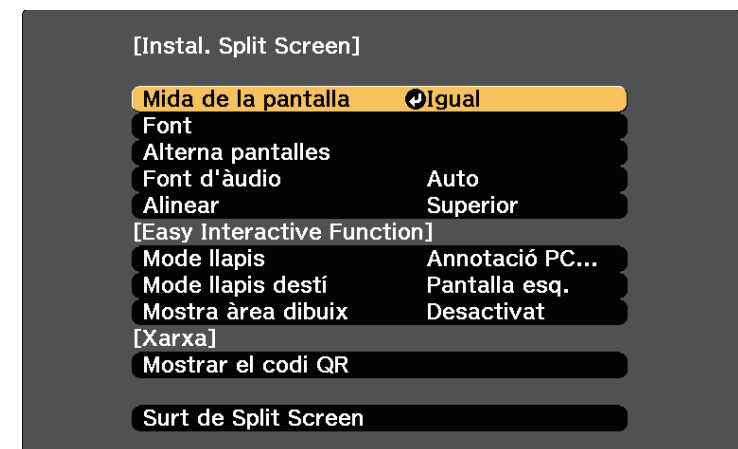 [Instal. Split Screen]
Mida de la pantalla Igual
Font
Alterna pantalles
Font d'àudio Auto
Alinear Superior
[Easy Interactive Function]
Mode llapis Annotació PC...
Mode llapis destí Pantalla esq.
Mostra àrea dibuix Desactivat
[Xarxa]
Mostrar el codi QR
Surt de Split Screen